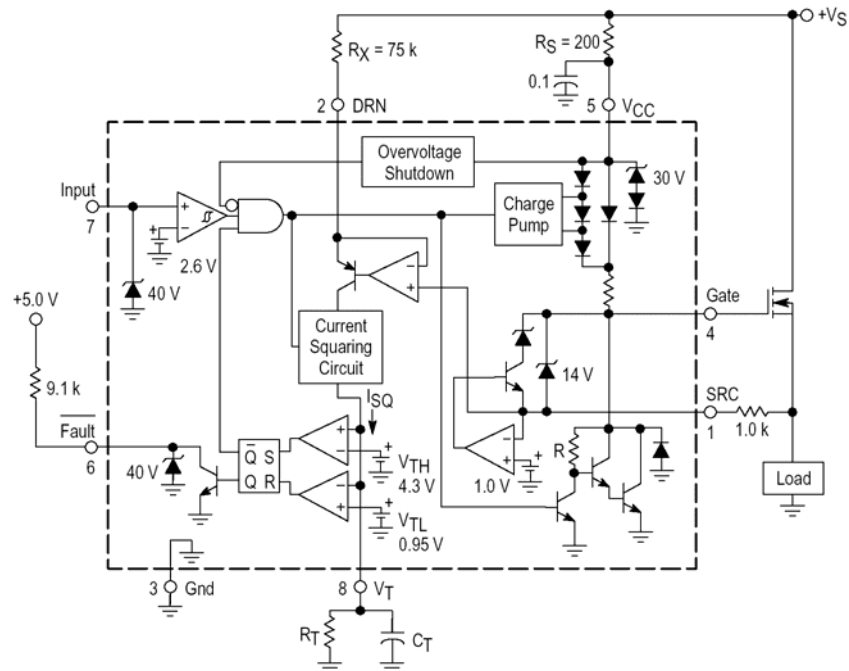 +VS
RX = 75 k
RS = 200
0.1
2 DRN
5 VCC
Overvoltage
Shutdown
30 V
Input
7
Charge
Pump
2.6 V
+5.0 V
40 V
Gate
4
Current
Squaring
Circuit
14 V
9.1 k
ISQ
SRC
1
1.0 k
Fault
6
Q S
Q R
VTH
4.3 V
R
40 V
1.0 V
Load
VTL
0.95 V
3 Gnd
8 VT
RT
CT